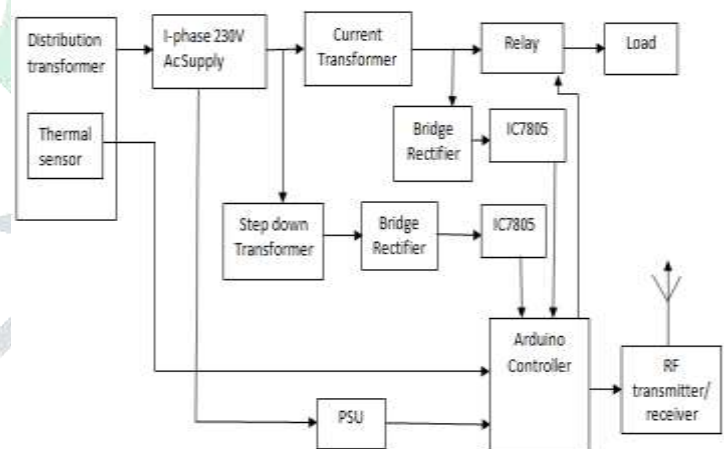 Distribution
transformer
Thermal
sensor
I-phase 230V
AcSupply
Current
Transformer
Relay
Load
Bridge
Rectifier
IC7805
Step down
Transformer
Bridge
Rectifier
IC7805
Arduino
Controller
RF
transmitter/
receiver
PSU